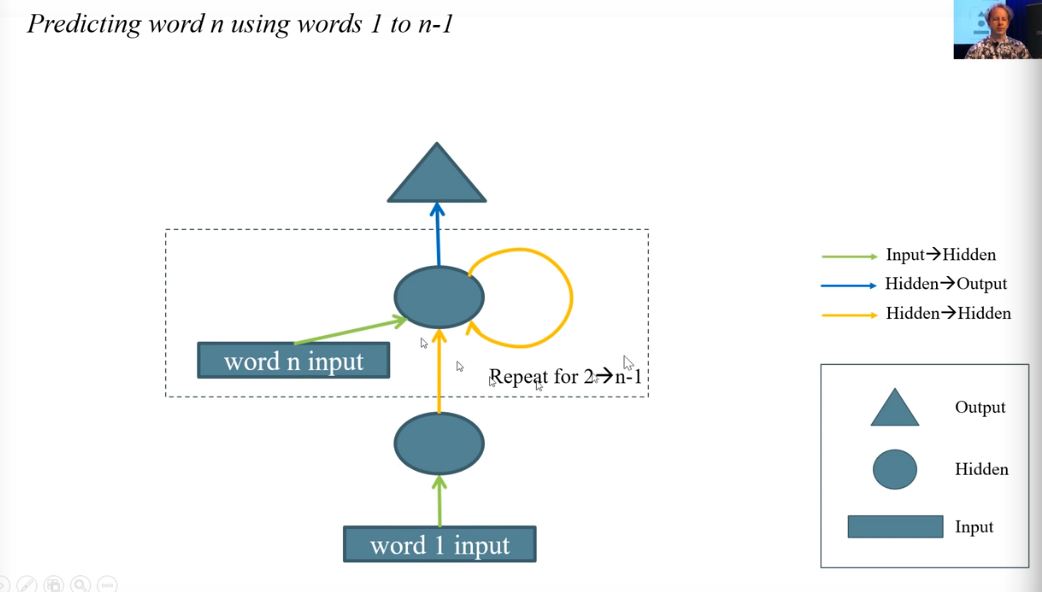 Predicting word n using words 1 to n-1
Input→Hidden
Hidden→Output
Hidden→Hidden
word n input
Repeat for 2→n-1
Output
Hidden
Input
word 1 input